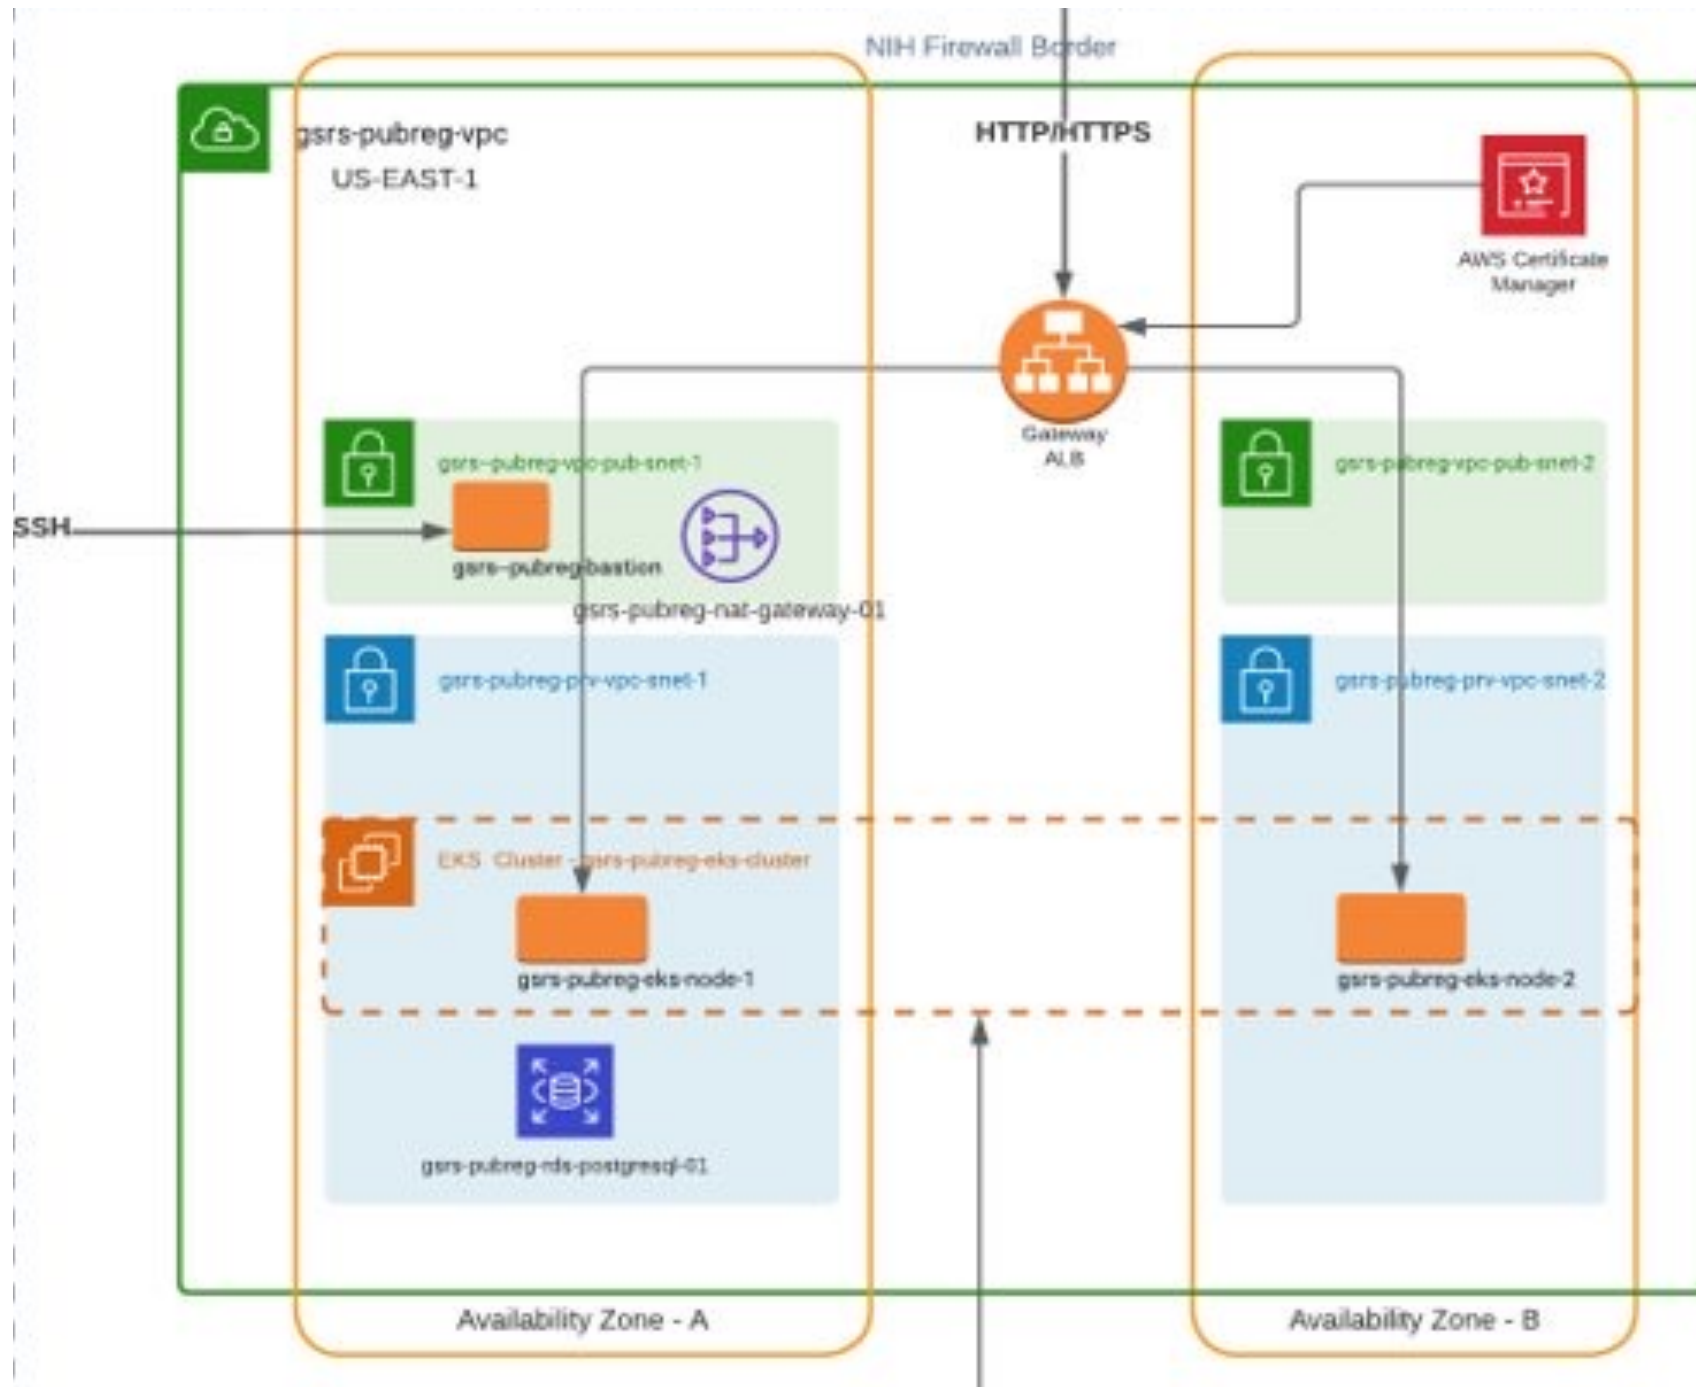 NIH Firewall Border
gsrs-pubreg-vpc
US-EAST-1
HTTP/HTTPS
AWS Certificate
Manager
Gateway
ALB
gsrs--pubreg-vpc-pub-snet-1
gsrs-pubreg-vpc-pub-snet-2
SSH
gsrs--pubreg-bastion
gsrs-pubreg-nat-gateway-01
gsrs-pubreg-prv-vpc-snet-1
gsrs-pubreg-prv-vpc-snet-2
EKS Cluster - gsrs-pubreg-eks-cluster
gsrs-pubreg-eks-node-1
gsrs-pubreg-eks-node-2
gsrs-pubreg-rds-postgresql-01
Availability Zone - A
Availability Zone - B